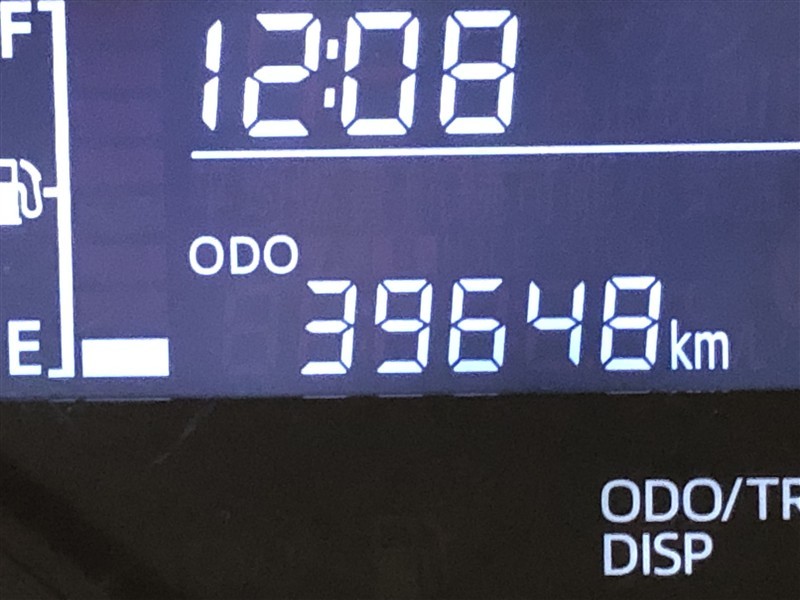 F
12:08
ODO
39648km
E
ODO/TR
DISP